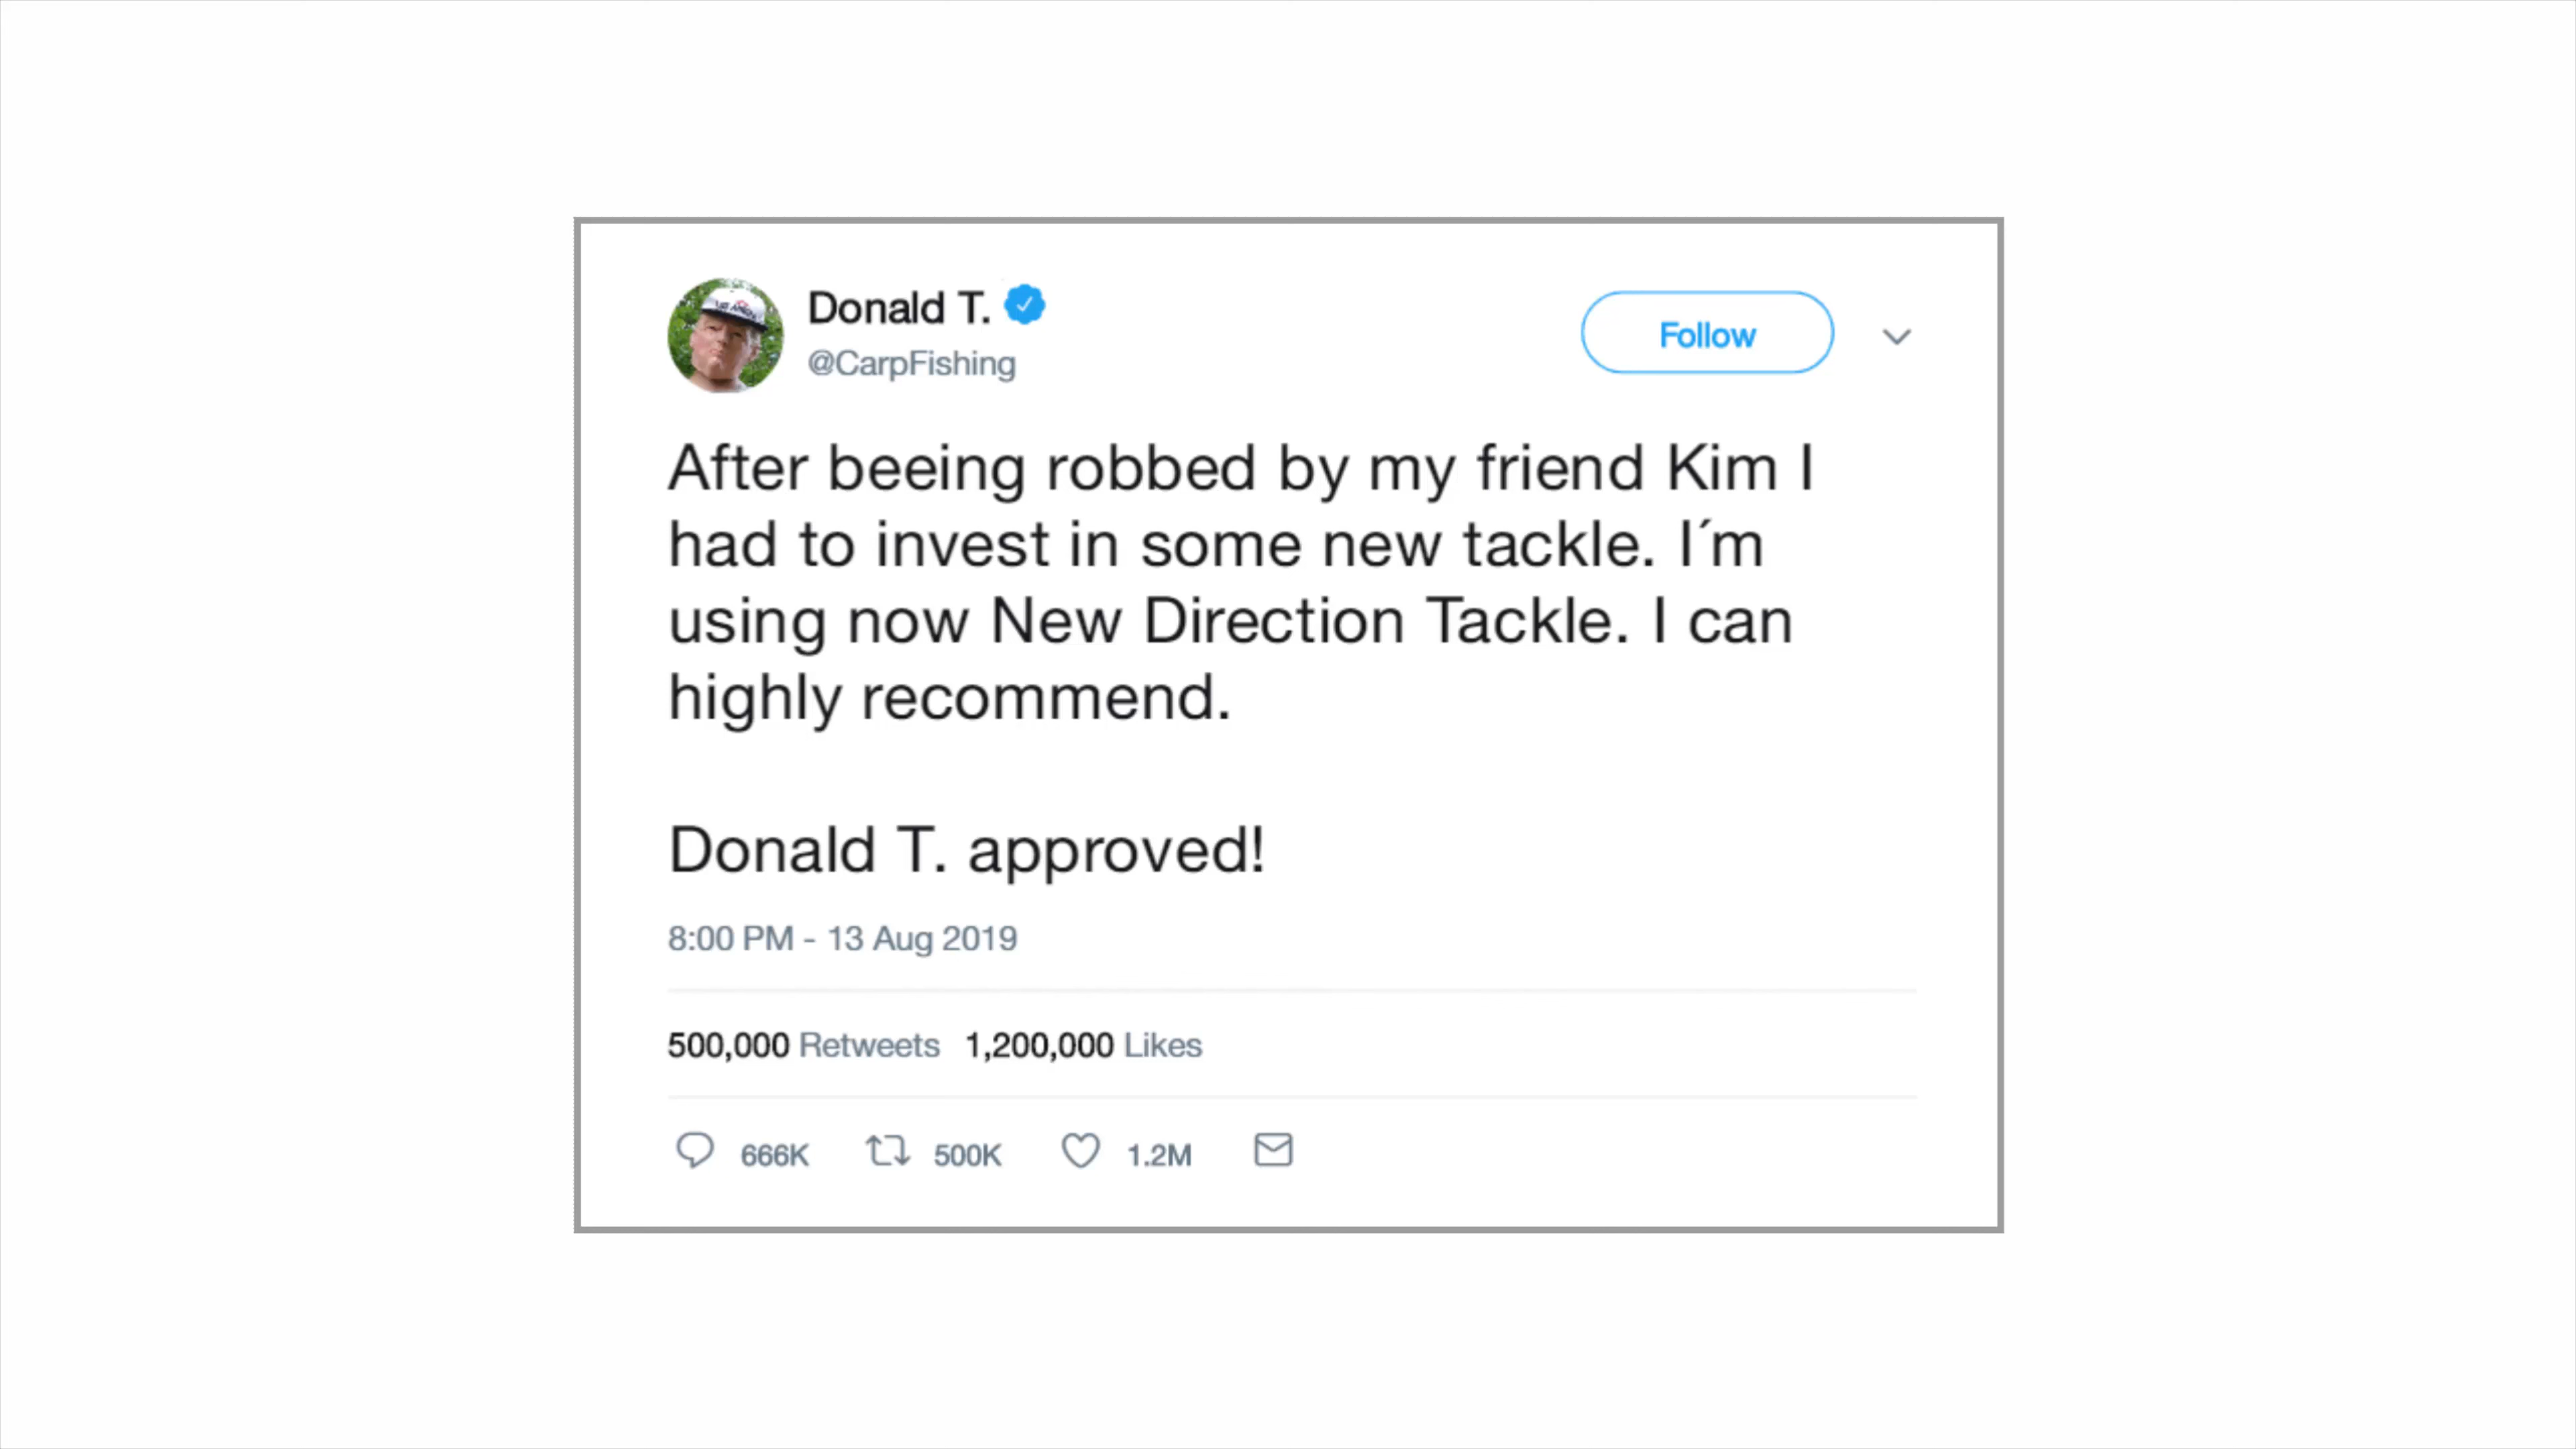 Donald T.
@CarpFishing
Follow
After beeing robbed by my friend Kim I
had to invest in some new tackle. I´m
using now New Direction Tackle. I can
highly recommend.
Donald T. approved!
8:00 PM - 13 Aug 2019
500,000 Retweets 1,200,000 Likes
666K 500K 1.2M